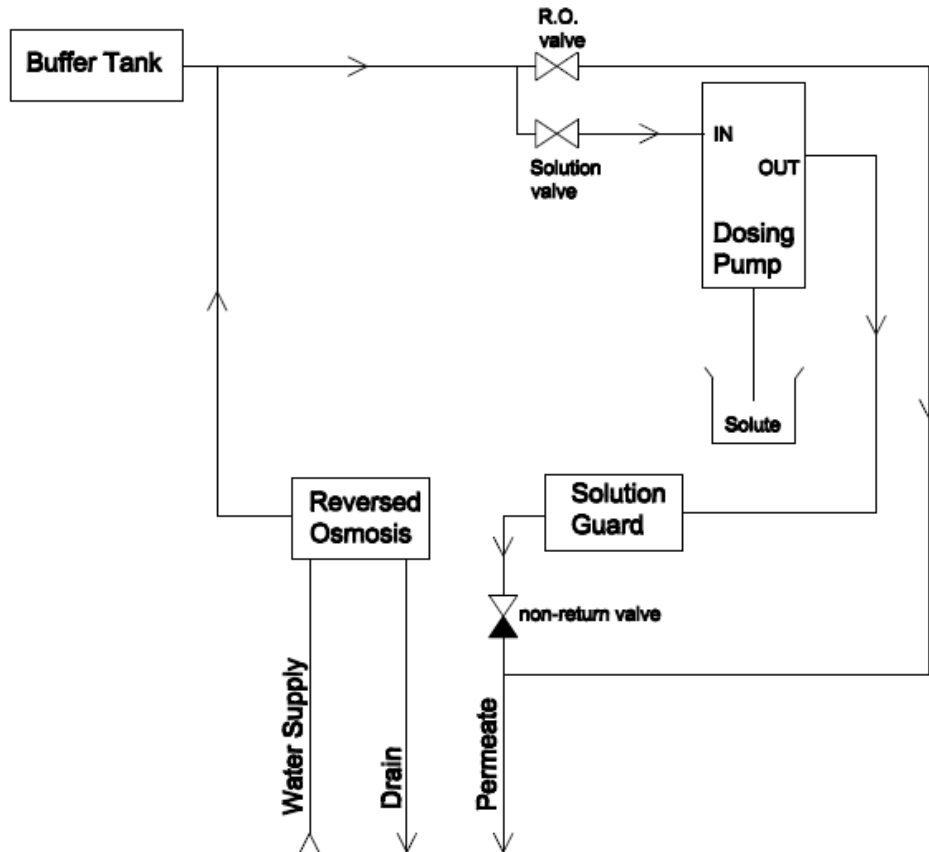 R.O.
valve
Buffer Tank
IN
OUT
Solution
valve
Dosing
Pump
Solute
Reversed
Osmosis
Solution
Guard
non-return valve
Water Supply
Drain
Permeate